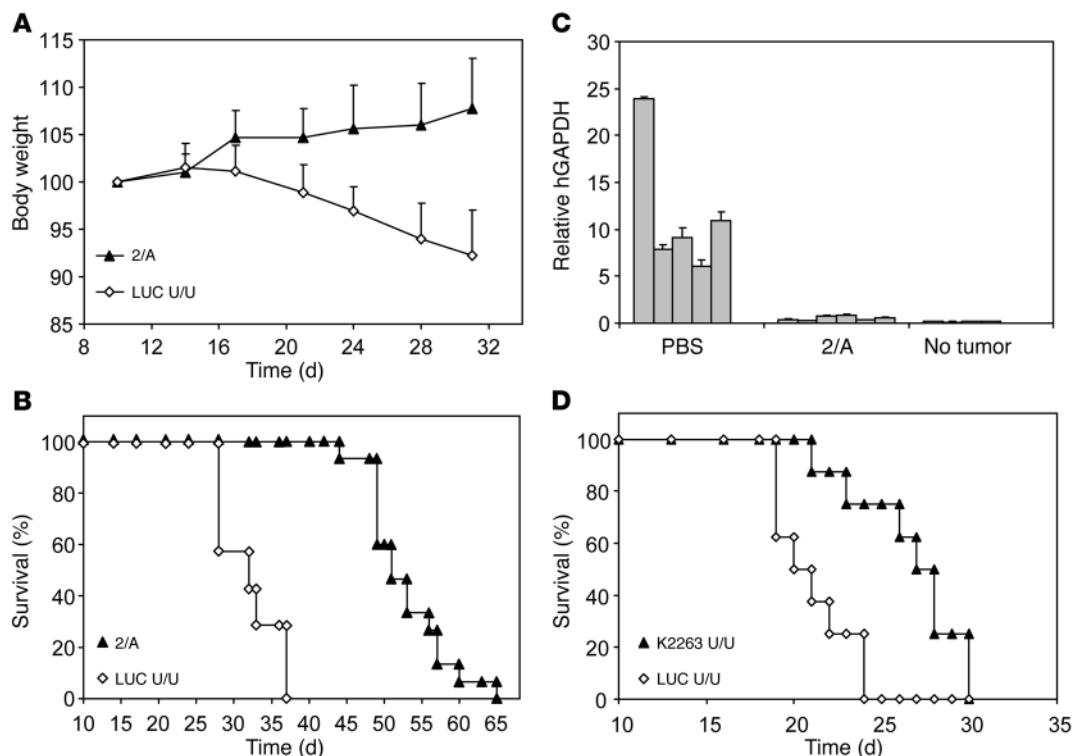 A
115
110
105
100
95
90
85
Body weight
2/A
LUC U/U
8 12 16 20 24 28 32
Time (d)
C
30
25
20
15
10
5
0
Relative hGAPDH
PBS 2/A No tumor
B
100
80
60
40
20
0
Survival (%)
2/A
LUC U/U
10 15 20 25 30 35 40 45 50 55 60 65
Time (d)
D
100
80
60
40
20
0
Survival (%)
K2263 U/U
LUC U/U
10 15 20 25 30 35
Time (d)